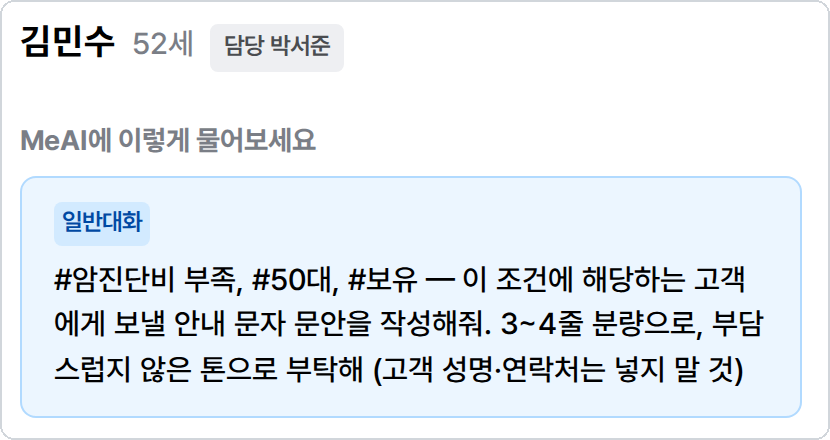 김민수 52세 담당 박서준
MeAI에 이렇게 물어보세요
일반대화
#암진단비 부족, #50대, #보유 — 이 조건에 해당하는 고객
에게 보낼 안내 문자 문안을 작성해줘. 3~4줄 분량으로, 부담
스럽지 않은 톤으로 부탁해 (고객 성명·연락처는 넣지 말 것)